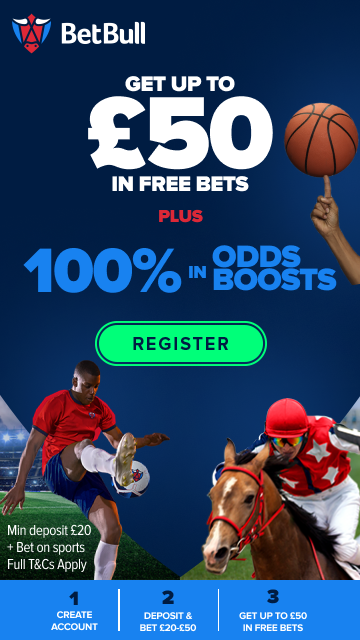 BetBull
GET UP TO
£50
IN FREE BETS
PLUS
100% IN ODDS BOOSTS
REGISTER
Min deposit £20
+ Bet on sports
Full T&Cs Apply
1
CREATE
ACCOUNT
2
DEPOSIT &
BET £20-£50
3
GET UP TO £50
IN FREE BETS